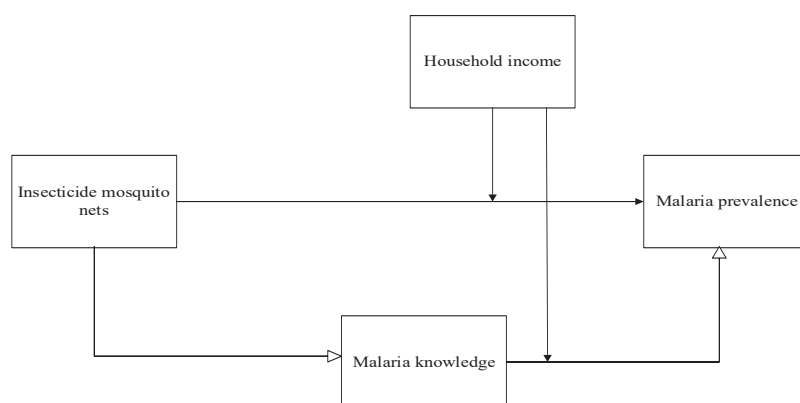 Household income
Insecticide mosquito
nets
Malaria prevalence
Malaria knowledge